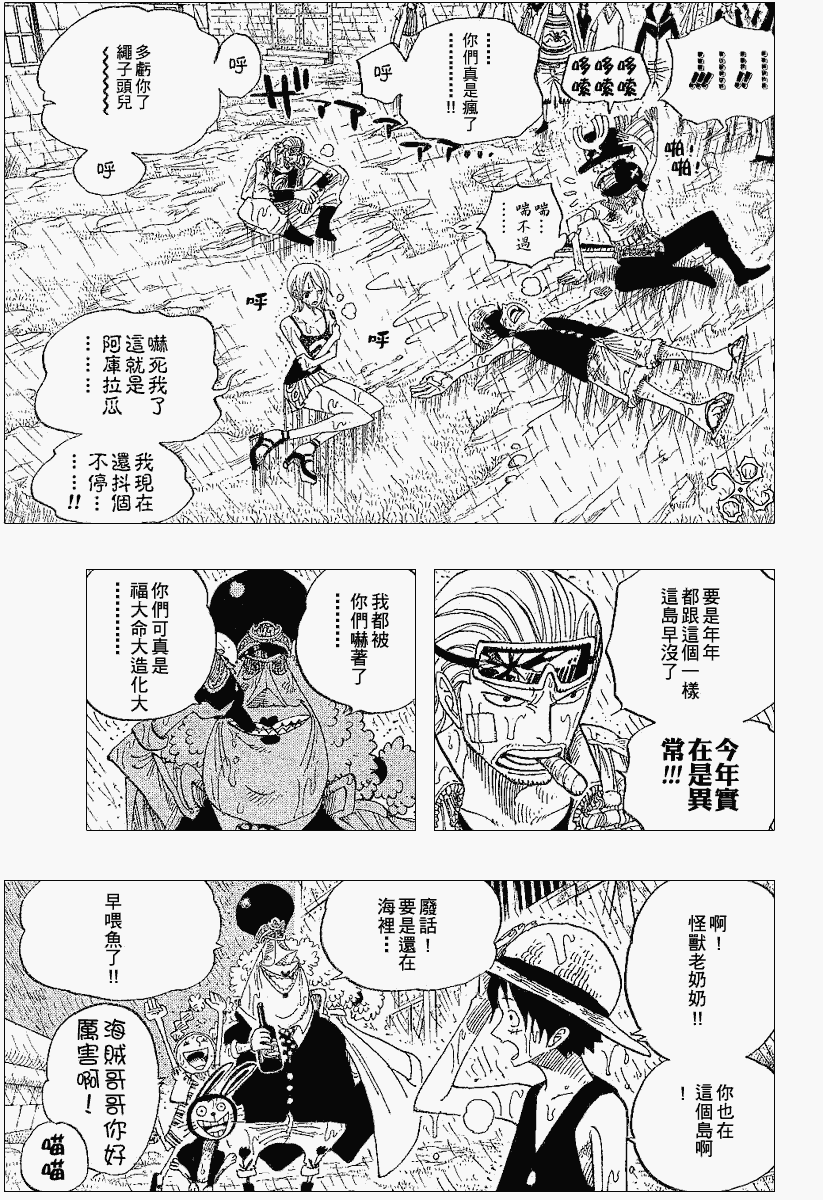 !!!!!!
哆嗦
哆嗦
哆嗦
啪!
啪!
……
你們真是瘋了
…………!!
喘…
喘不過
……
呼
呼
多虧你了
繩子頭兒
呼
ザァァァァ…
呼
呼
嚇死我了
這就是
阿庫拉瓜
………
我現在
還抖個
不停…
……!!
要是年年
都跟這個一樣
這島早沒了
今年實
在是異
常!!!
我都被
你們嚇著了
………
你們可真是
福大命大造化大
…………
啊!
怪獸老奶奶!!
你也在
這個島啊
!
廢話!
要是還在
海裡…
早喂魚了!!
海賊哥哥你好
厲害啊!
喵
喵